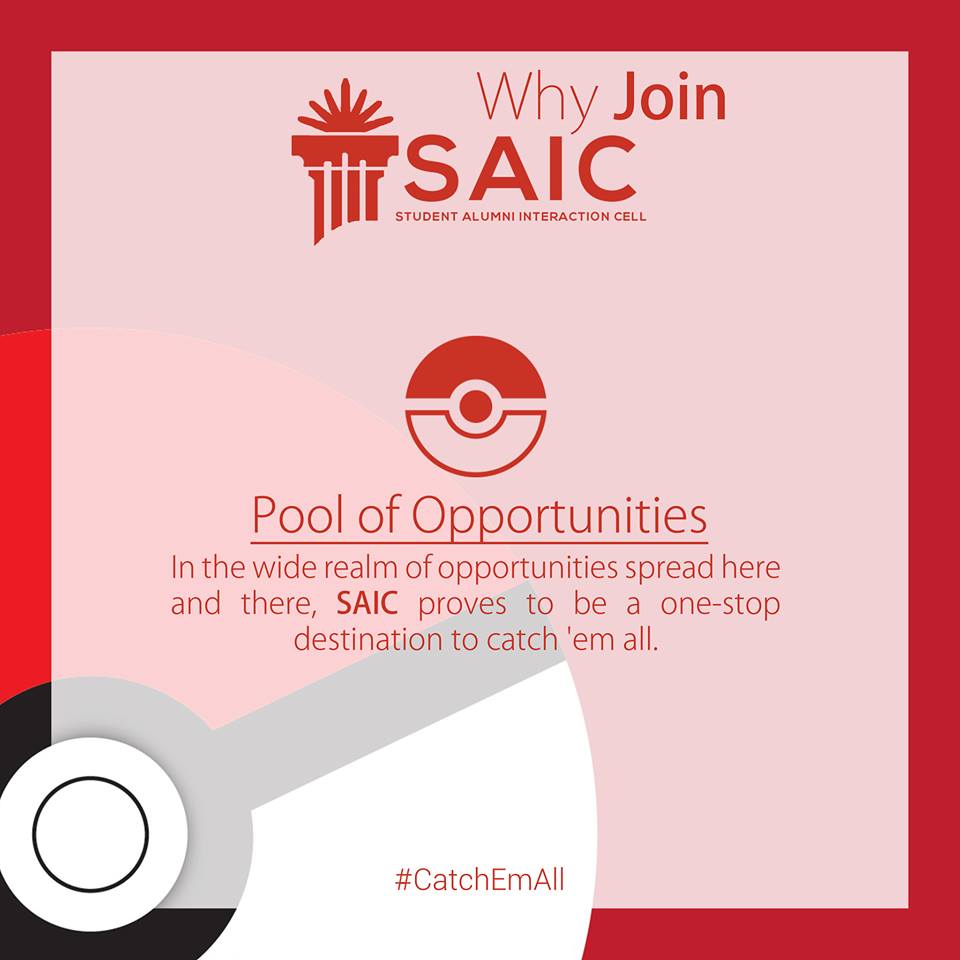 Why Join
SAIC
STUDENT ALUMNI INTERACTION CELL
Pool of Opportunities
In the wide realm of opportunities spread here
and there, SAIC proves to be a one-stop
destination to catch 'em all.
#CatchEmAll